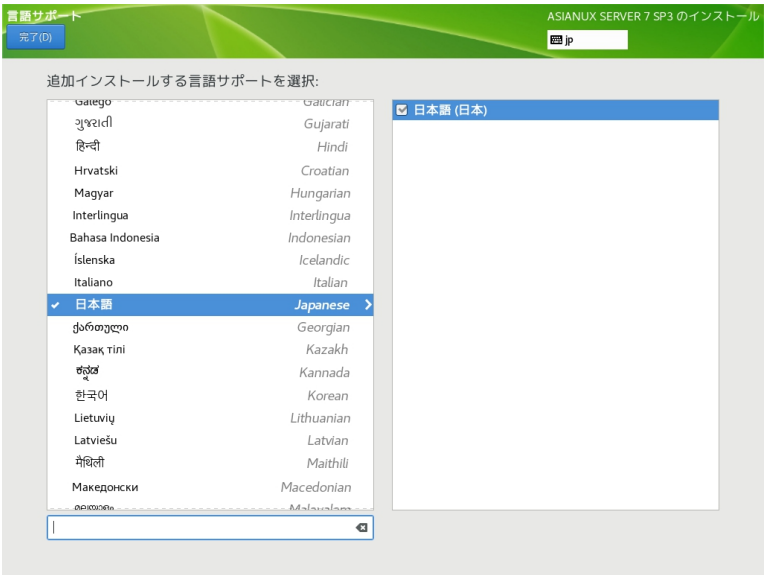 言語サポート
ASIANUX SERVER 7 SP3 のインストール
完了(D)
jp
追加インストールする言語サポートを選択:
Galego Galician
ગુજરાતી Gujarati
हिन्दी Hindi
Hrvatski Croatian
Magyar Hungarian
Interlingua Interlingua
Bahasa Indonesia Indonesian
Íslenska Icelandic
Italiano Italian
日本語 Japanese
ქართული Georgian
Қазақ тілі Kazakh
ಕನ್ನಡ Kannada
한국어 Korean
Lietuvių Lithuanian
Latviešu Latvian
मैथिली Maithili
Македонски Macedonian
മലയാളം Malayalam
日本語 (日本)